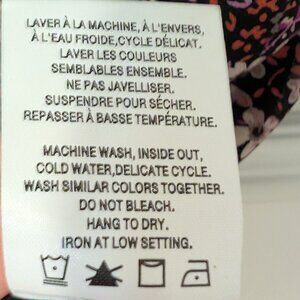 LAVER À LA MACHINE, À L'ENVERS,
À L'EAU FROIDE,CYCLE DÉLICAT.
LAVER LES COULEURS
SEMBLABLES ENSEMBLE.
NE PAS JAVELLISER.
SUSPENDRE POUR SÉCHER.
REPASSER À BASSE TEMPÉRATURE.
MACHINE WASH, INSIDE OUT,
COLD WATER,DELICATE CYCLE.
WASH SIMILAR COLORS TOGETHER.
DO NOT BLEACH.
HANG TO DRY.
IRON AT LOW SETTING.